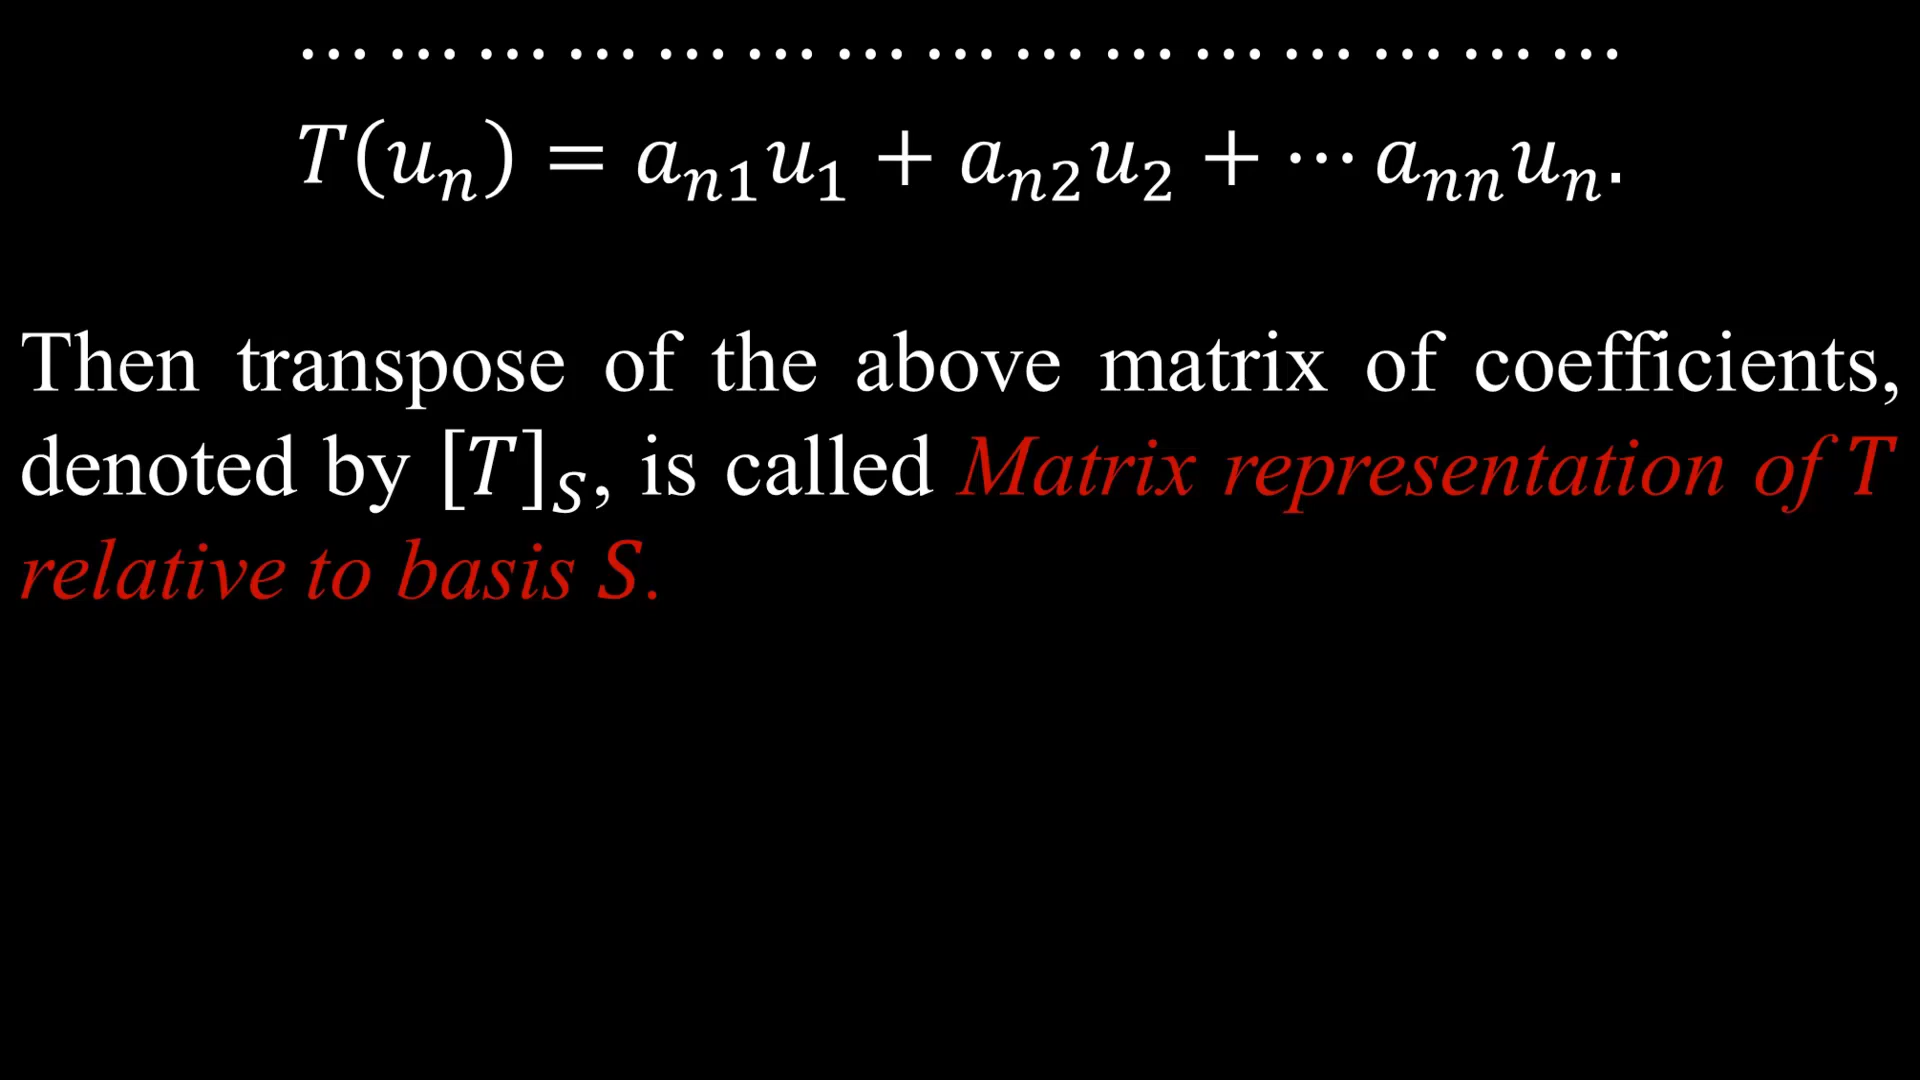 … … … … … … … … … … … … … … …
T(uₙ) = aₙ₁u₁ + aₙ₂u₂ + ⋯ aₙₙuₙ.
Then transpose of the above matrix of coefficients,
denoted by [T]_S, is called Matrix representation of T
relative to basis S.